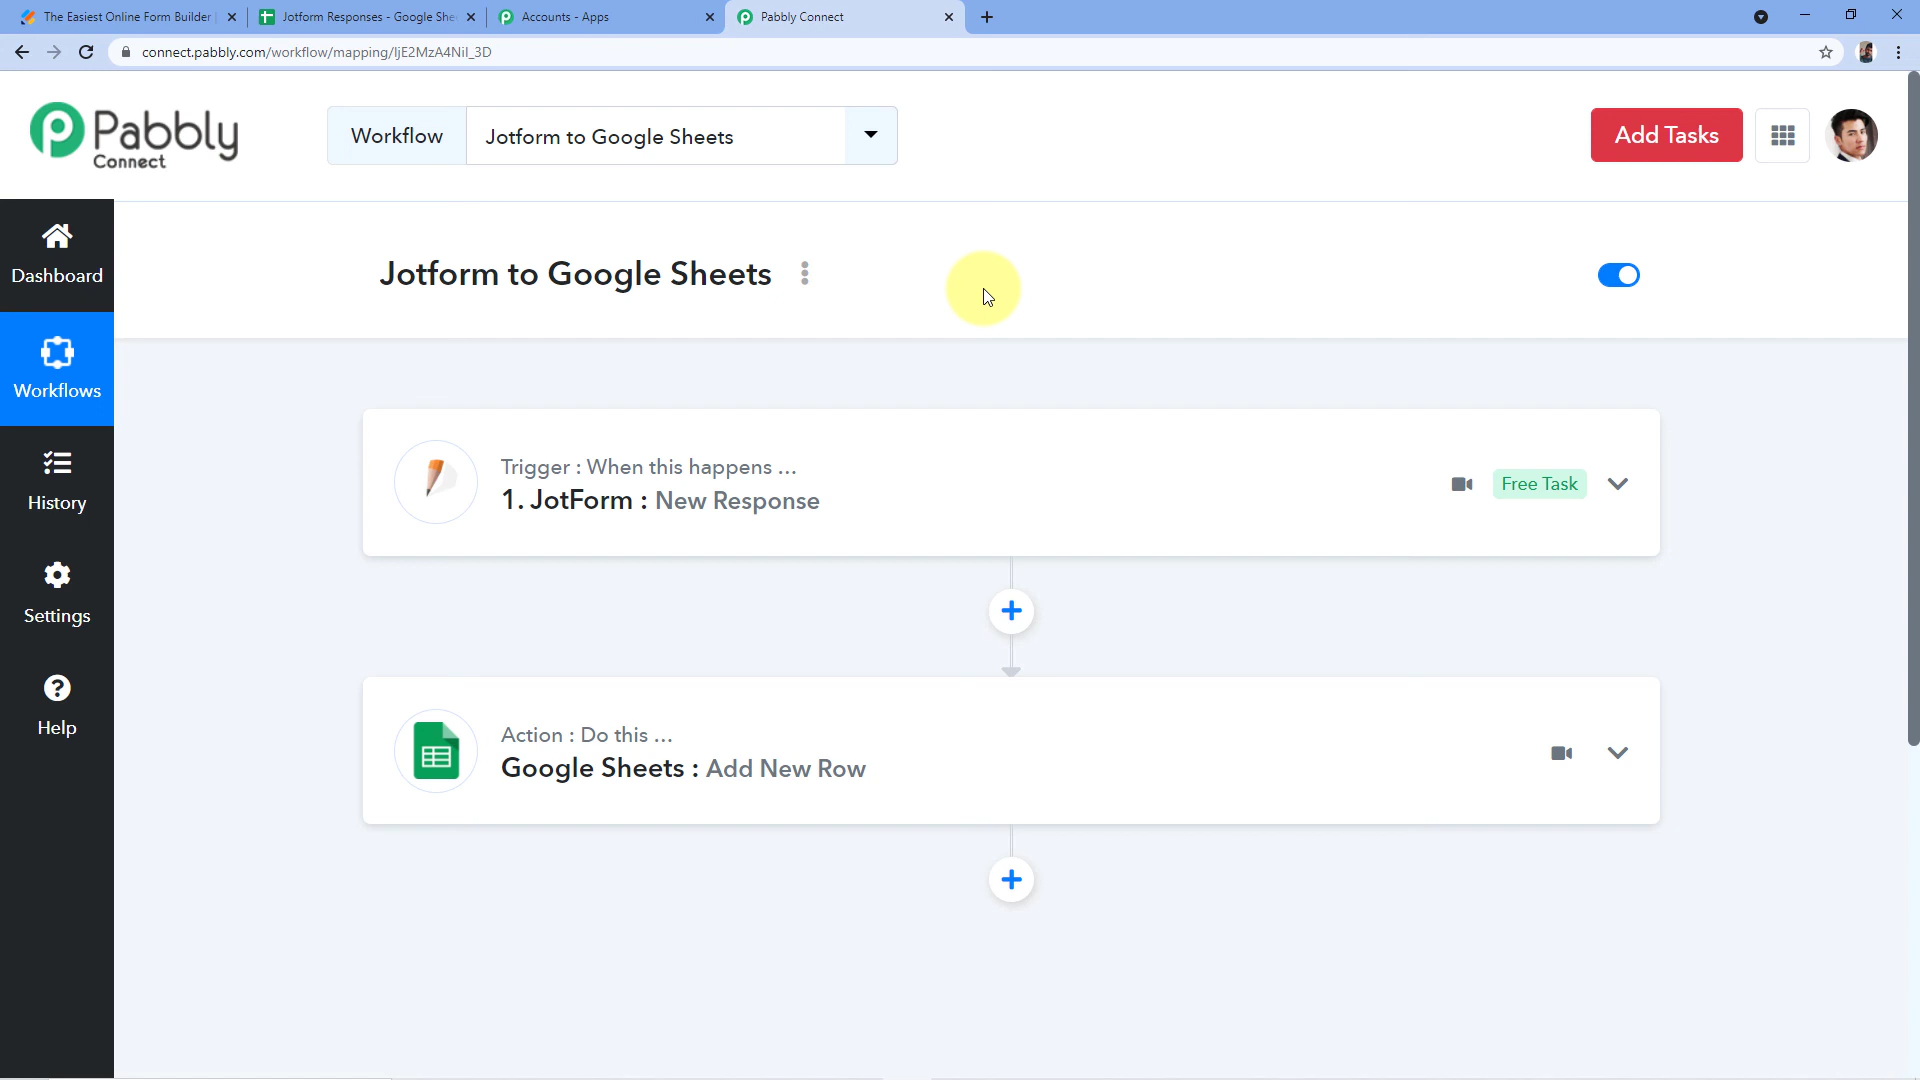 The Easiest Online Form Builder
Jotform Responses - Google She
Accounts - Apps
Pabbly Connect
connect.pabbly.com/workflow/mapping/IjE2MzA4NiI_3D
Pabbly
Connect
Workflow
Jotform to Google Sheets
Add Tasks
Dashboard
Workflows
History
Settings
Help
Jotform to Google Sheets
Trigger : When this happens ...
1. JotForm : New Response
Free Task
Action : Do this ...
Google Sheets : Add New Row